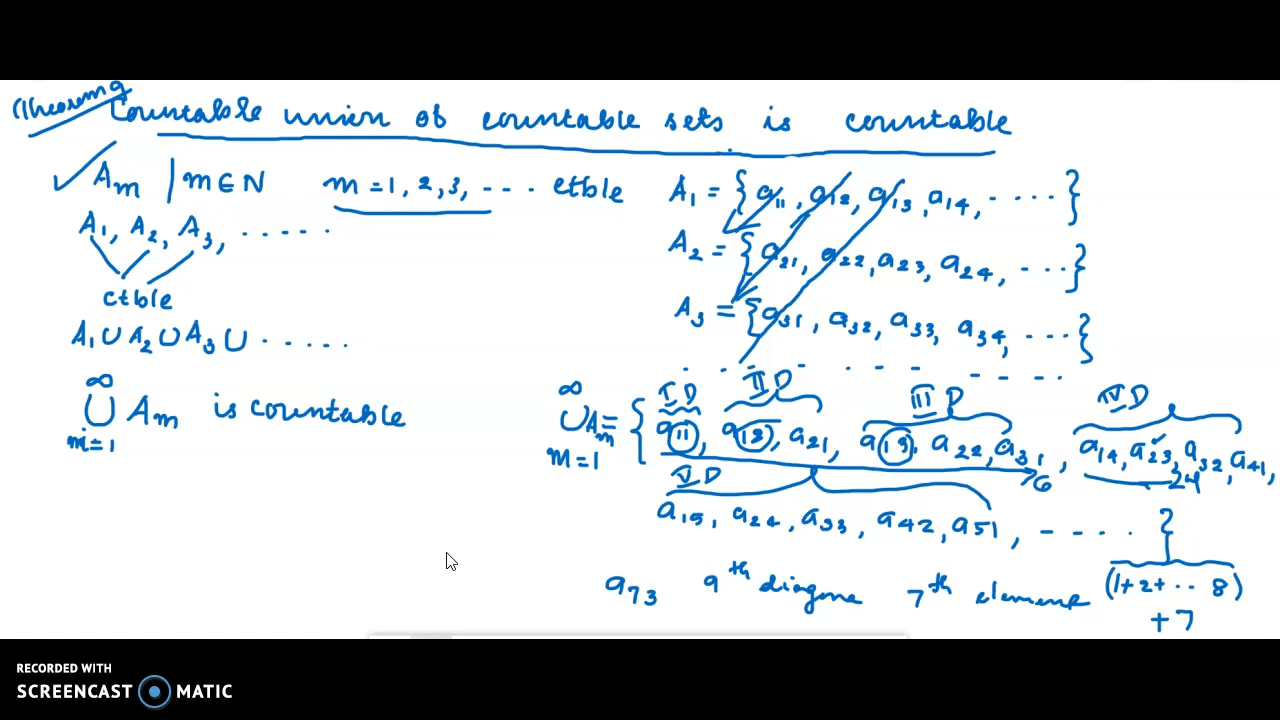 Theorem 9
Countable union of countable sets is countable
Am | m ∈ N m = 1, 2, 3, --- ctble
A1, A2, A3, ......
ctble
A1 ∪ A2 ∪ A3 ∪ ......
∞
∪ Am is countable
m=1
A1 = { a11, a12, a13, a14, ..... }
A2 = { a21, a22, a23, a24, .... }
A3 = { a31, a32, a33, a34, .... }
- - - - - - - - - -
I D II D III D IV D
∞
∪ Am = { a11, a12, a21, a13, a22, a31, a14, a23, a32, a41,
m=1
6 24
V D
a15, a24, a33, a42, a51, - - - - }
a73 9th diagone 7th element (1+2+ ... 8)
+ 7
RECORDED WITH
SCREENCAST MATIC